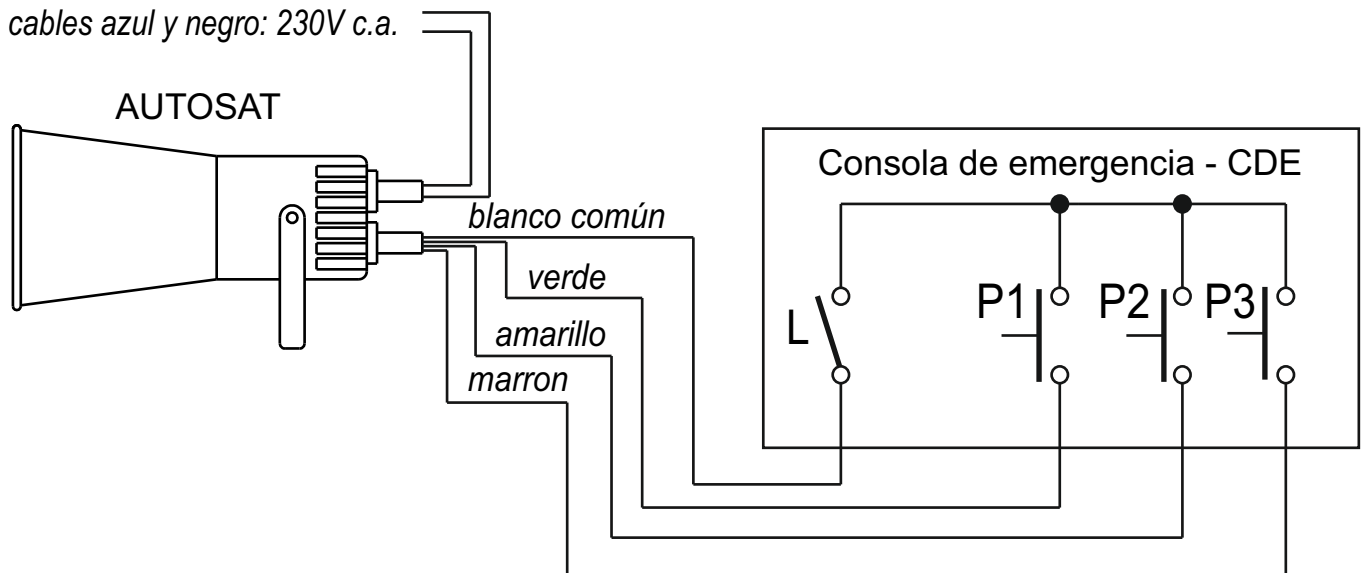 cables azul y negro: 230V c.a.
AUTOSAT
Consola de emergencia - CDE
blanco común
verde
amarillo
marron
L
P1
P2
P3